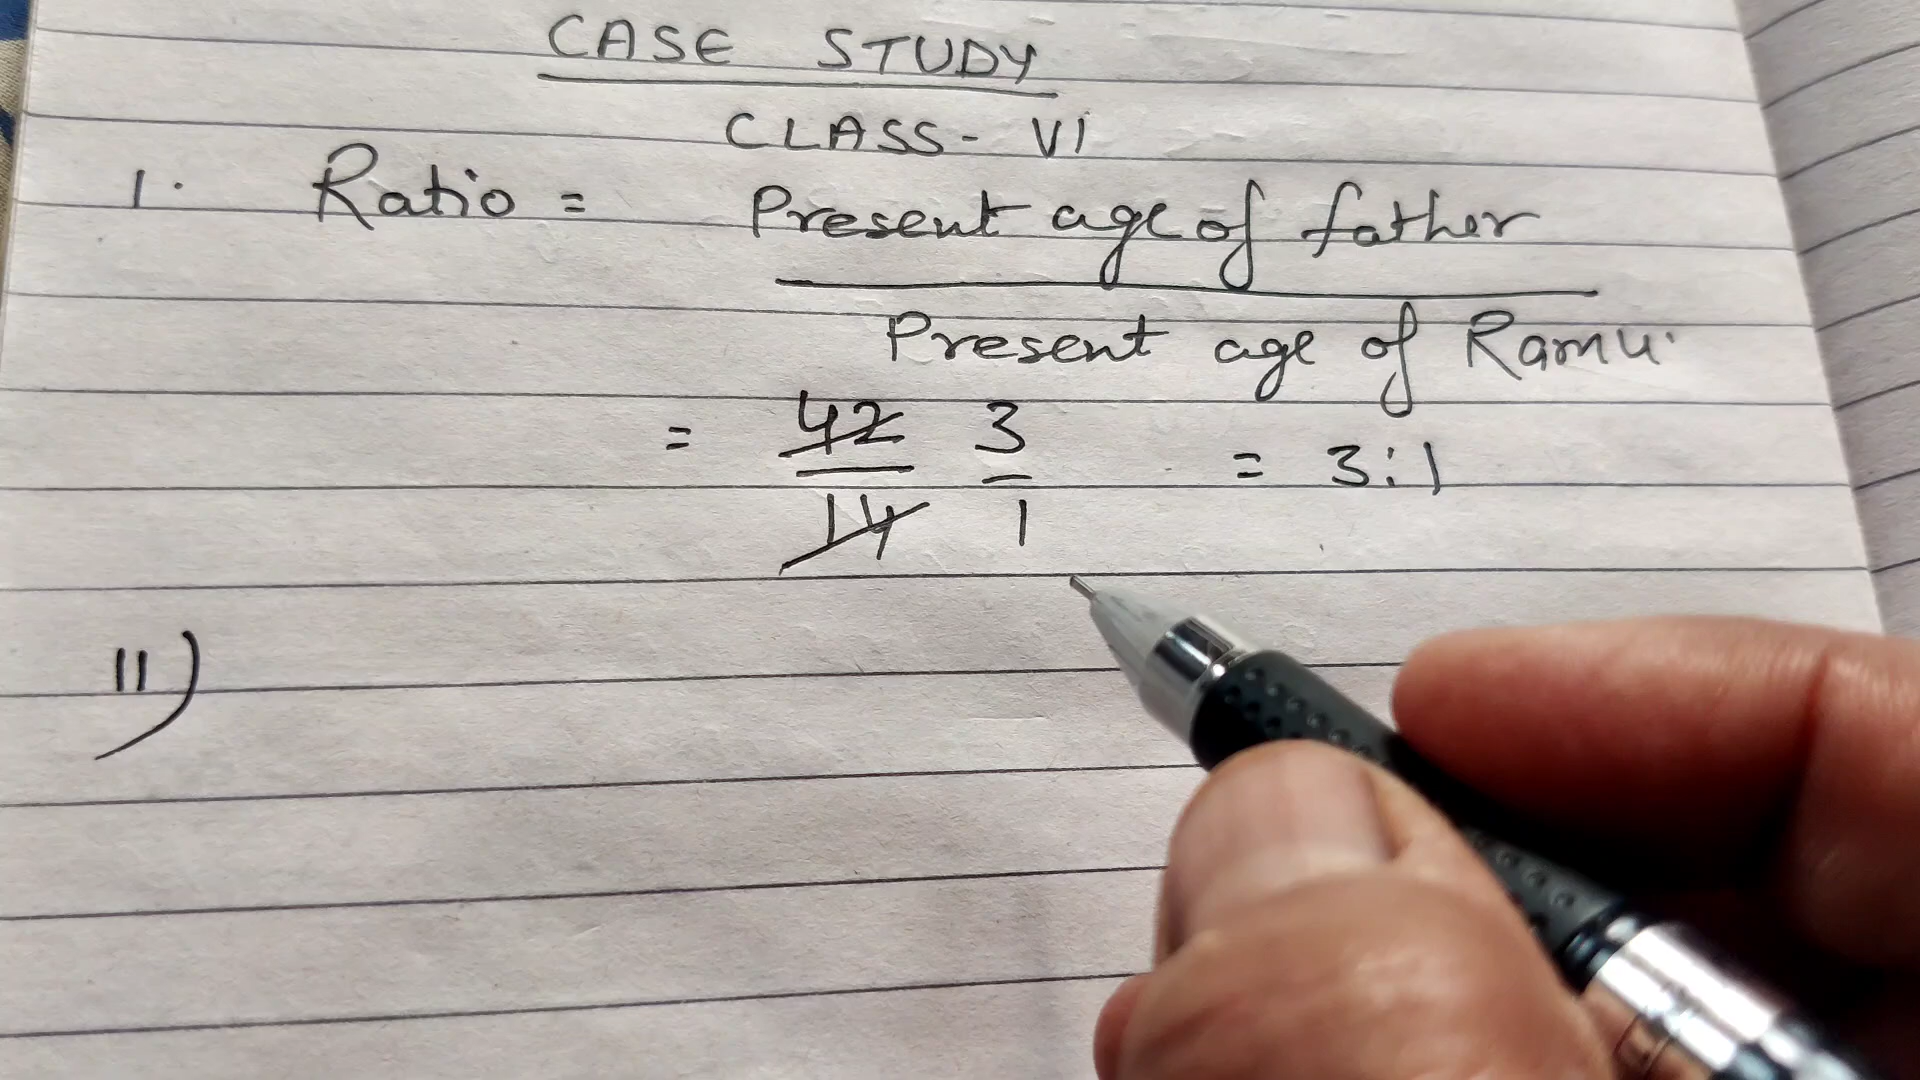 CASE STUDY
CLASS - VI
1. Ratio = Present age of father
Present age of Ramu.
= 42 3 = 3:1
14 1
II)